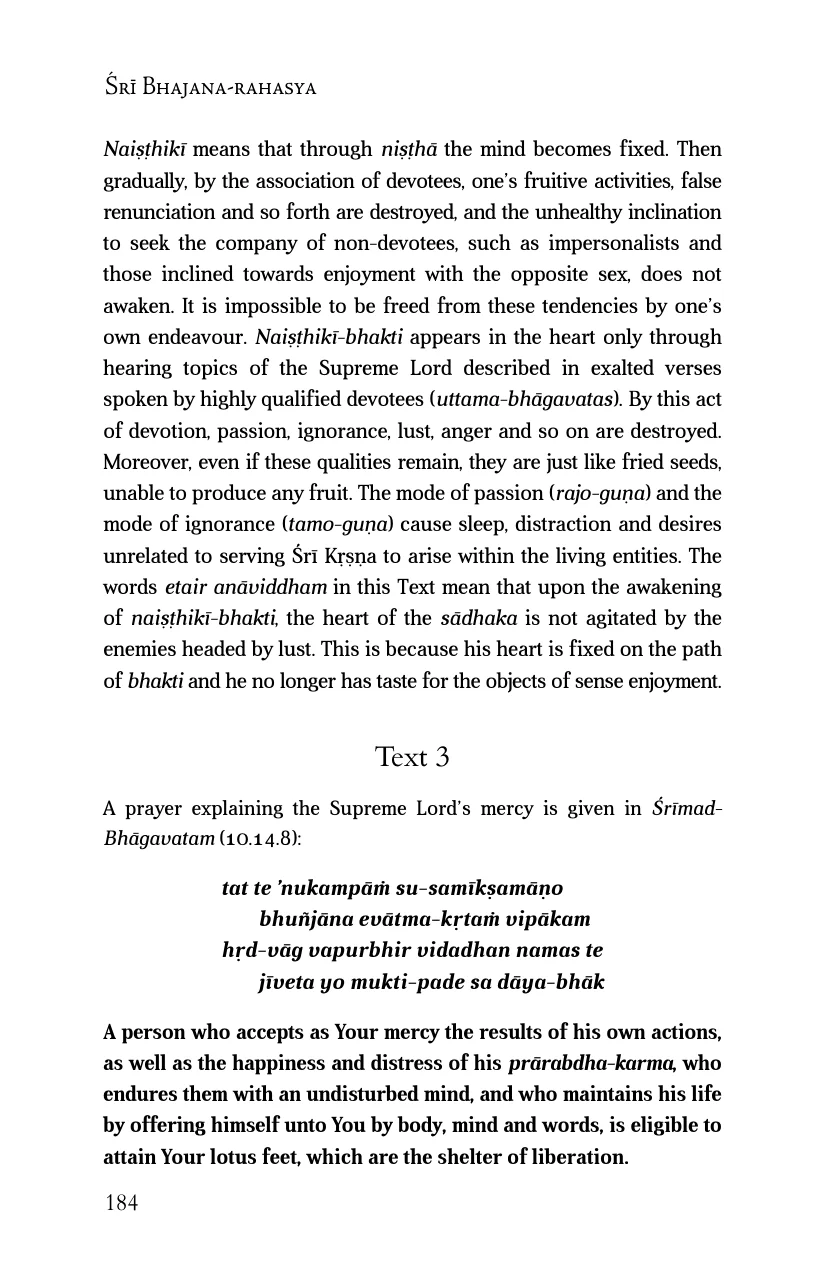 Śrī Bhajana-rahasya
Naiṣṭhikī means that through niṣṭhā the mind becomes fixed. Then
gradually, by the association of devotees, one’s fruitive activities, false
renunciation and so forth are destroyed, and the unhealthy inclination
to seek the company of non-devotees, such as impersonalists and
those inclined towards enjoyment with the opposite sex, does not
awaken. It is impossible to be freed from these tendencies by one’s
own endeavour. Naiṣṭhikī-bhakti appears in the heart only through
hearing topics of the Supreme Lord described in exalted verses
spoken by highly qualified devotees (uttama-bhāgavatas). By this act
of devotion, passion, ignorance, lust, anger and so on are destroyed.
Moreover, even if these qualities remain, they are just like fried seeds,
unable to produce any fruit. The mode of passion (rajo-guṇa) and the
mode of ignorance (tamo-guṇa) cause sleep, distraction and desires
unrelated to serving Śrī Kṛṣṇa to arise within the living entities. The
words etair anāviddham in this Text mean that upon the awakening
of naiṣṭhikī-bhakti, the heart of the sādhaka is not agitated by the
enemies headed by lust. This is because his heart is fixed on the path
of bhakti and he no longer has taste for the objects of sense enjoyment.
Text 3
A prayer explaining the Supreme Lord’s mercy is given in Śrīmad-
Bhāgavatam (10.14.8):
tat te ’nukampāṁ su-samīkṣamāṇo
bhuñjāna evātma-kṛtaṁ vipākam
hṛd-vāg vapurbhir vidadhan namas te
jīveta yo mukti-pade sa dāya-bhāk
A person who accepts as Your mercy the results of his own actions,
as well as the happiness and distress of his prārabdha-karma, who
endures them with an undisturbed mind, and who maintains his life
by offering himself unto You by body, mind and words, is eligible to
attain Your lotus feet, which are the shelter of liberation.
184